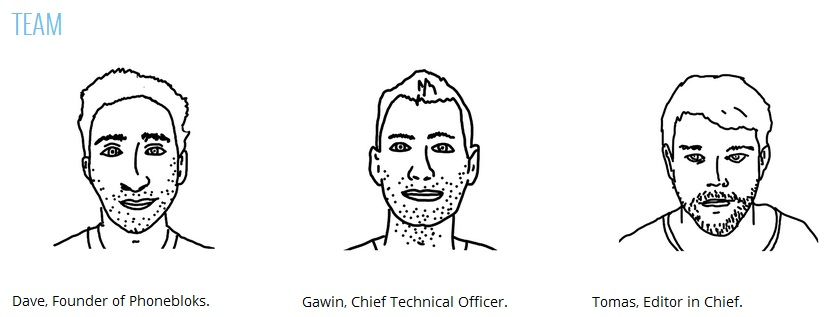 TEAM
Dave, Founder of Phonebloks.
Gawin, Chief Technical Officer.
Tomas, Editor in Chief.